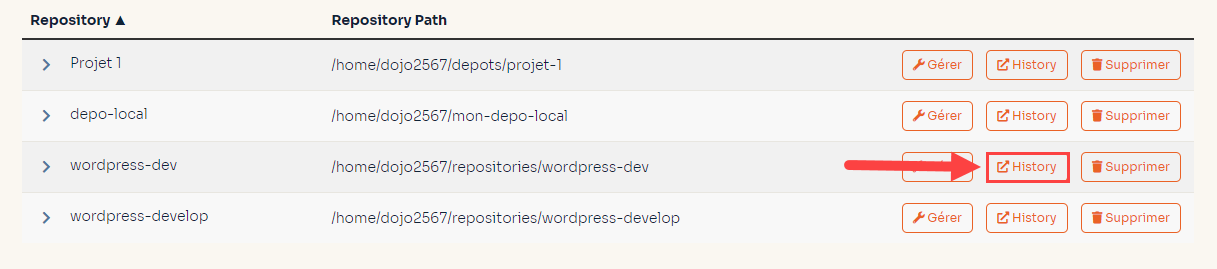 Repository ▲ Repository Path
Projet 1 /home/dojo2567/depots/projet-1 Gérer History Supprimer
depo-local /home/dojo2567/mon-depo-local Gérer History Supprimer
wordpress-dev /home/dojo2567/repositories/wordpress-dev History Supprimer
wordpress-develop /home/dojo2567/repositories/wordpress-develop Gérer History Supprimer